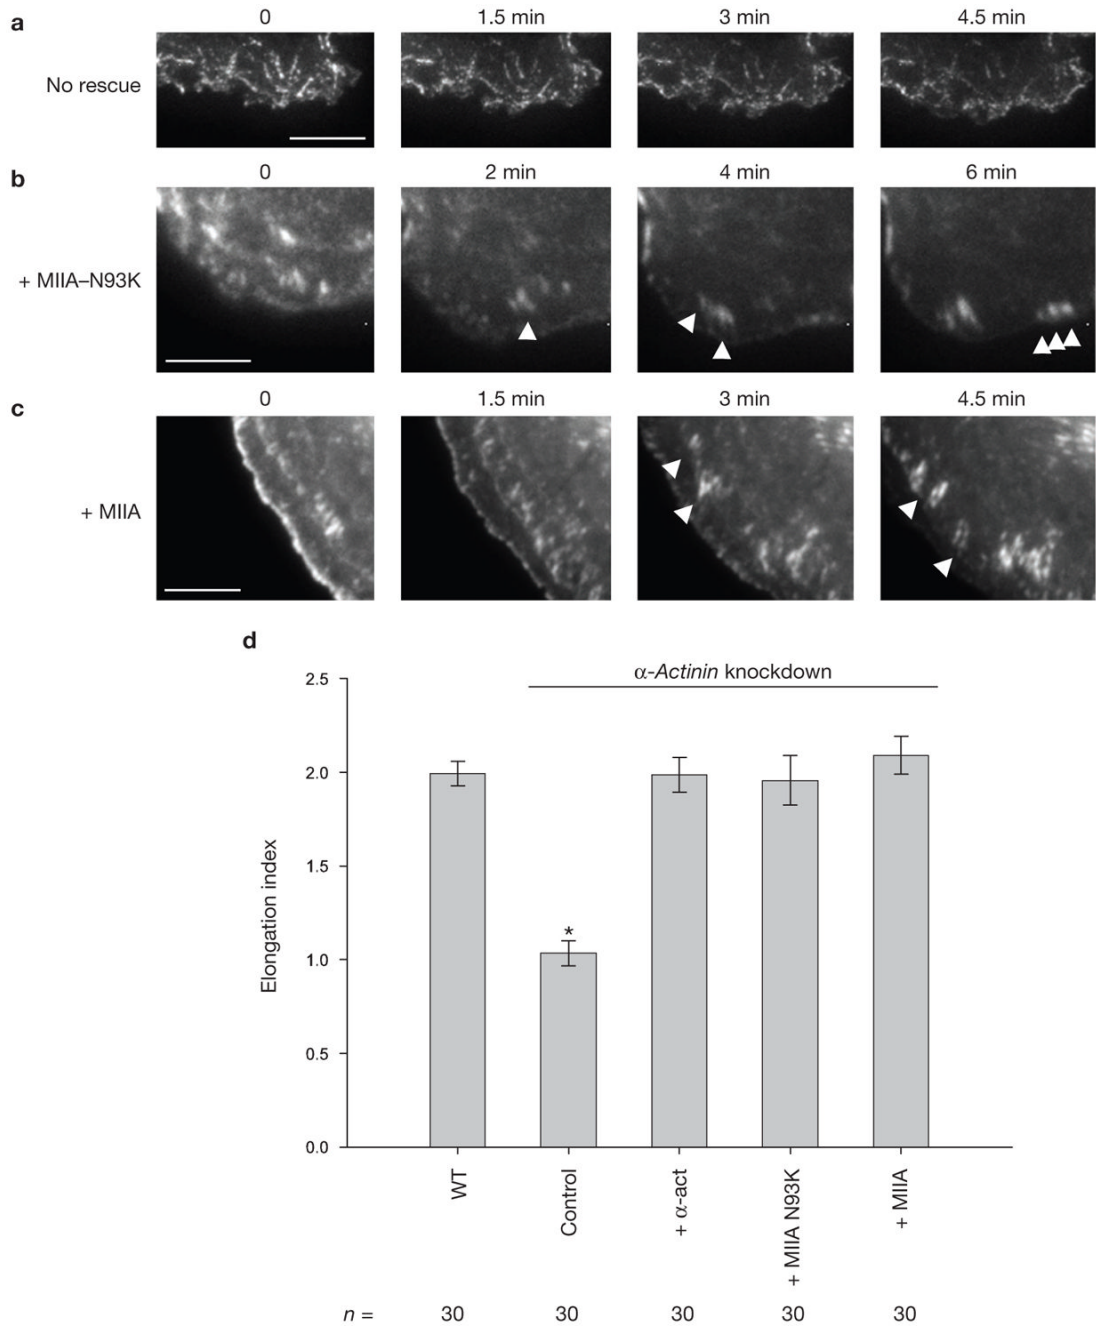 a
0 1.5 min 3 min 4.5 min
No rescue
b
0 2 min 4 min 6 min
+ MIIA–N93K
c
0 1.5 min 3 min 4.5 min
+ MIIA
d
α-Actinin knockdown
2.5
2.0
1.5
1.0
0.5
0.0
Elongation index
*
WT
Control
+ α-act
+ MIIA N93K
+ MIIA
n = 30 30 30 30 30